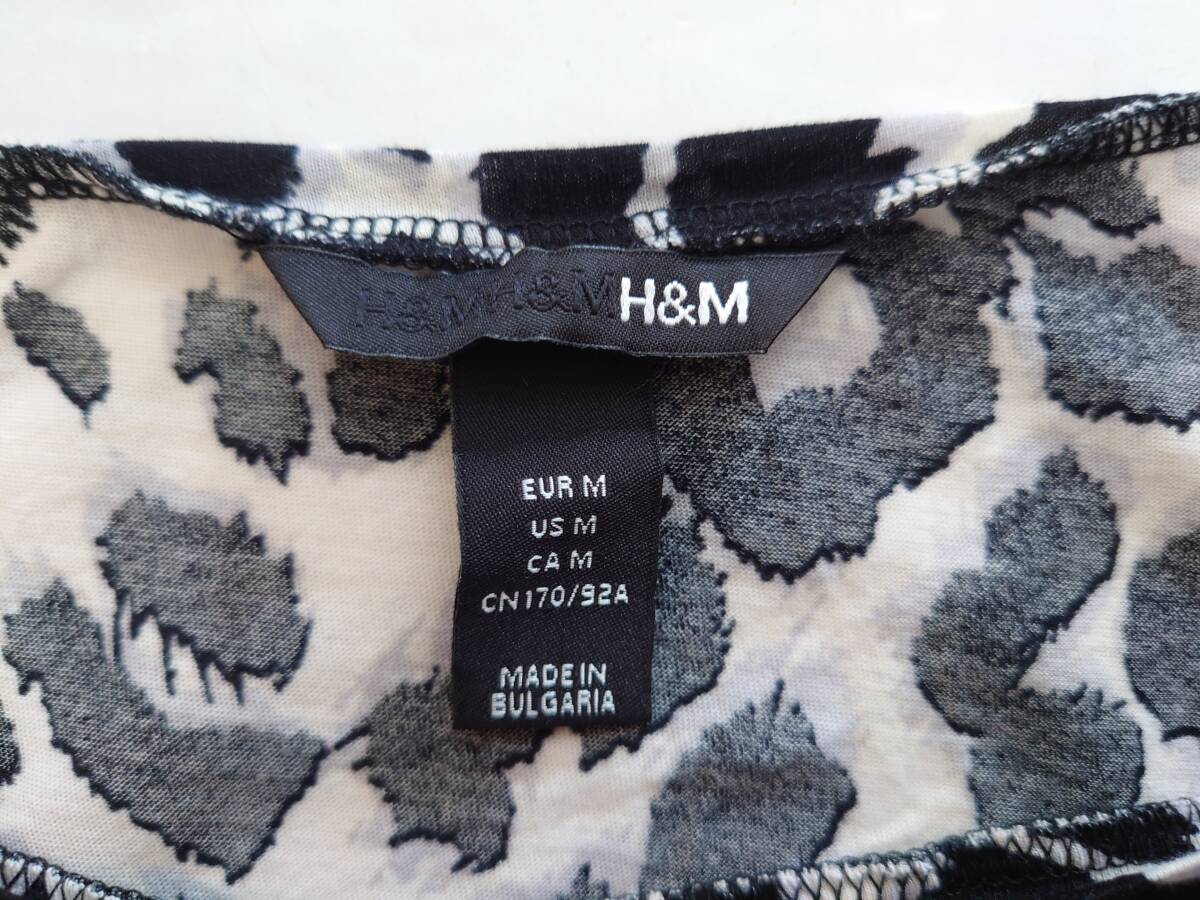 H&M H&M H&M
EUR M
US M
CA M
CN170/92A
MADE IN
BULGARIA